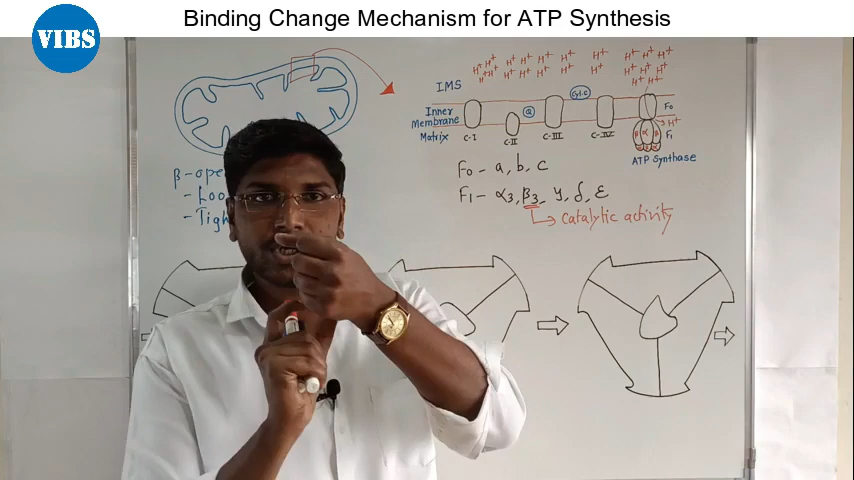 Binding Change Mechanism for ATP Synthesis
VIBS
H+ H+ H+ H+ H+ H+ H+ H+ H+
IMS
Inner
Membrane
Matrix
C-I
C-II
Q
C-III
Cyt.C
C-IV
Fo
H+
F1
β α β
ATP Synthase
Fo - a, b, c
F1 - α3, β3, γ, δ, ε
Catalytic activity
β - ope
- Loo
- Tigh